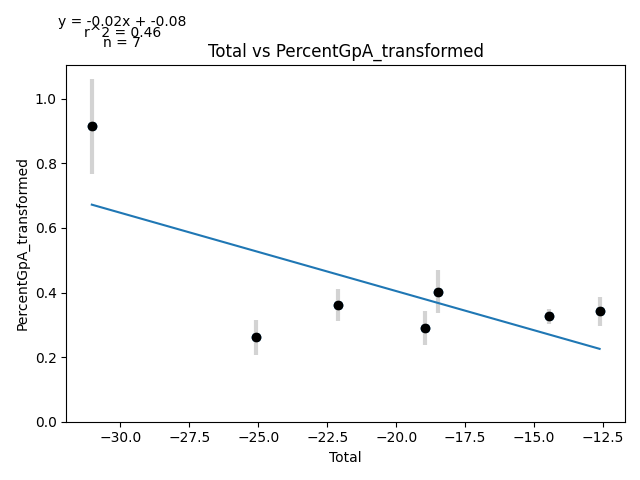 y = -0.02x + -0.08
r^2 = 0.46
n = 7
Total vs PercentGpA_transformed
PercentGpA_transformed
1.0
0.8
0.6
0.4
0.2
0.0
−30.0 −27.5 −25.0 −22.5 −20.0 −17.5 −15.0 −12.5
Total